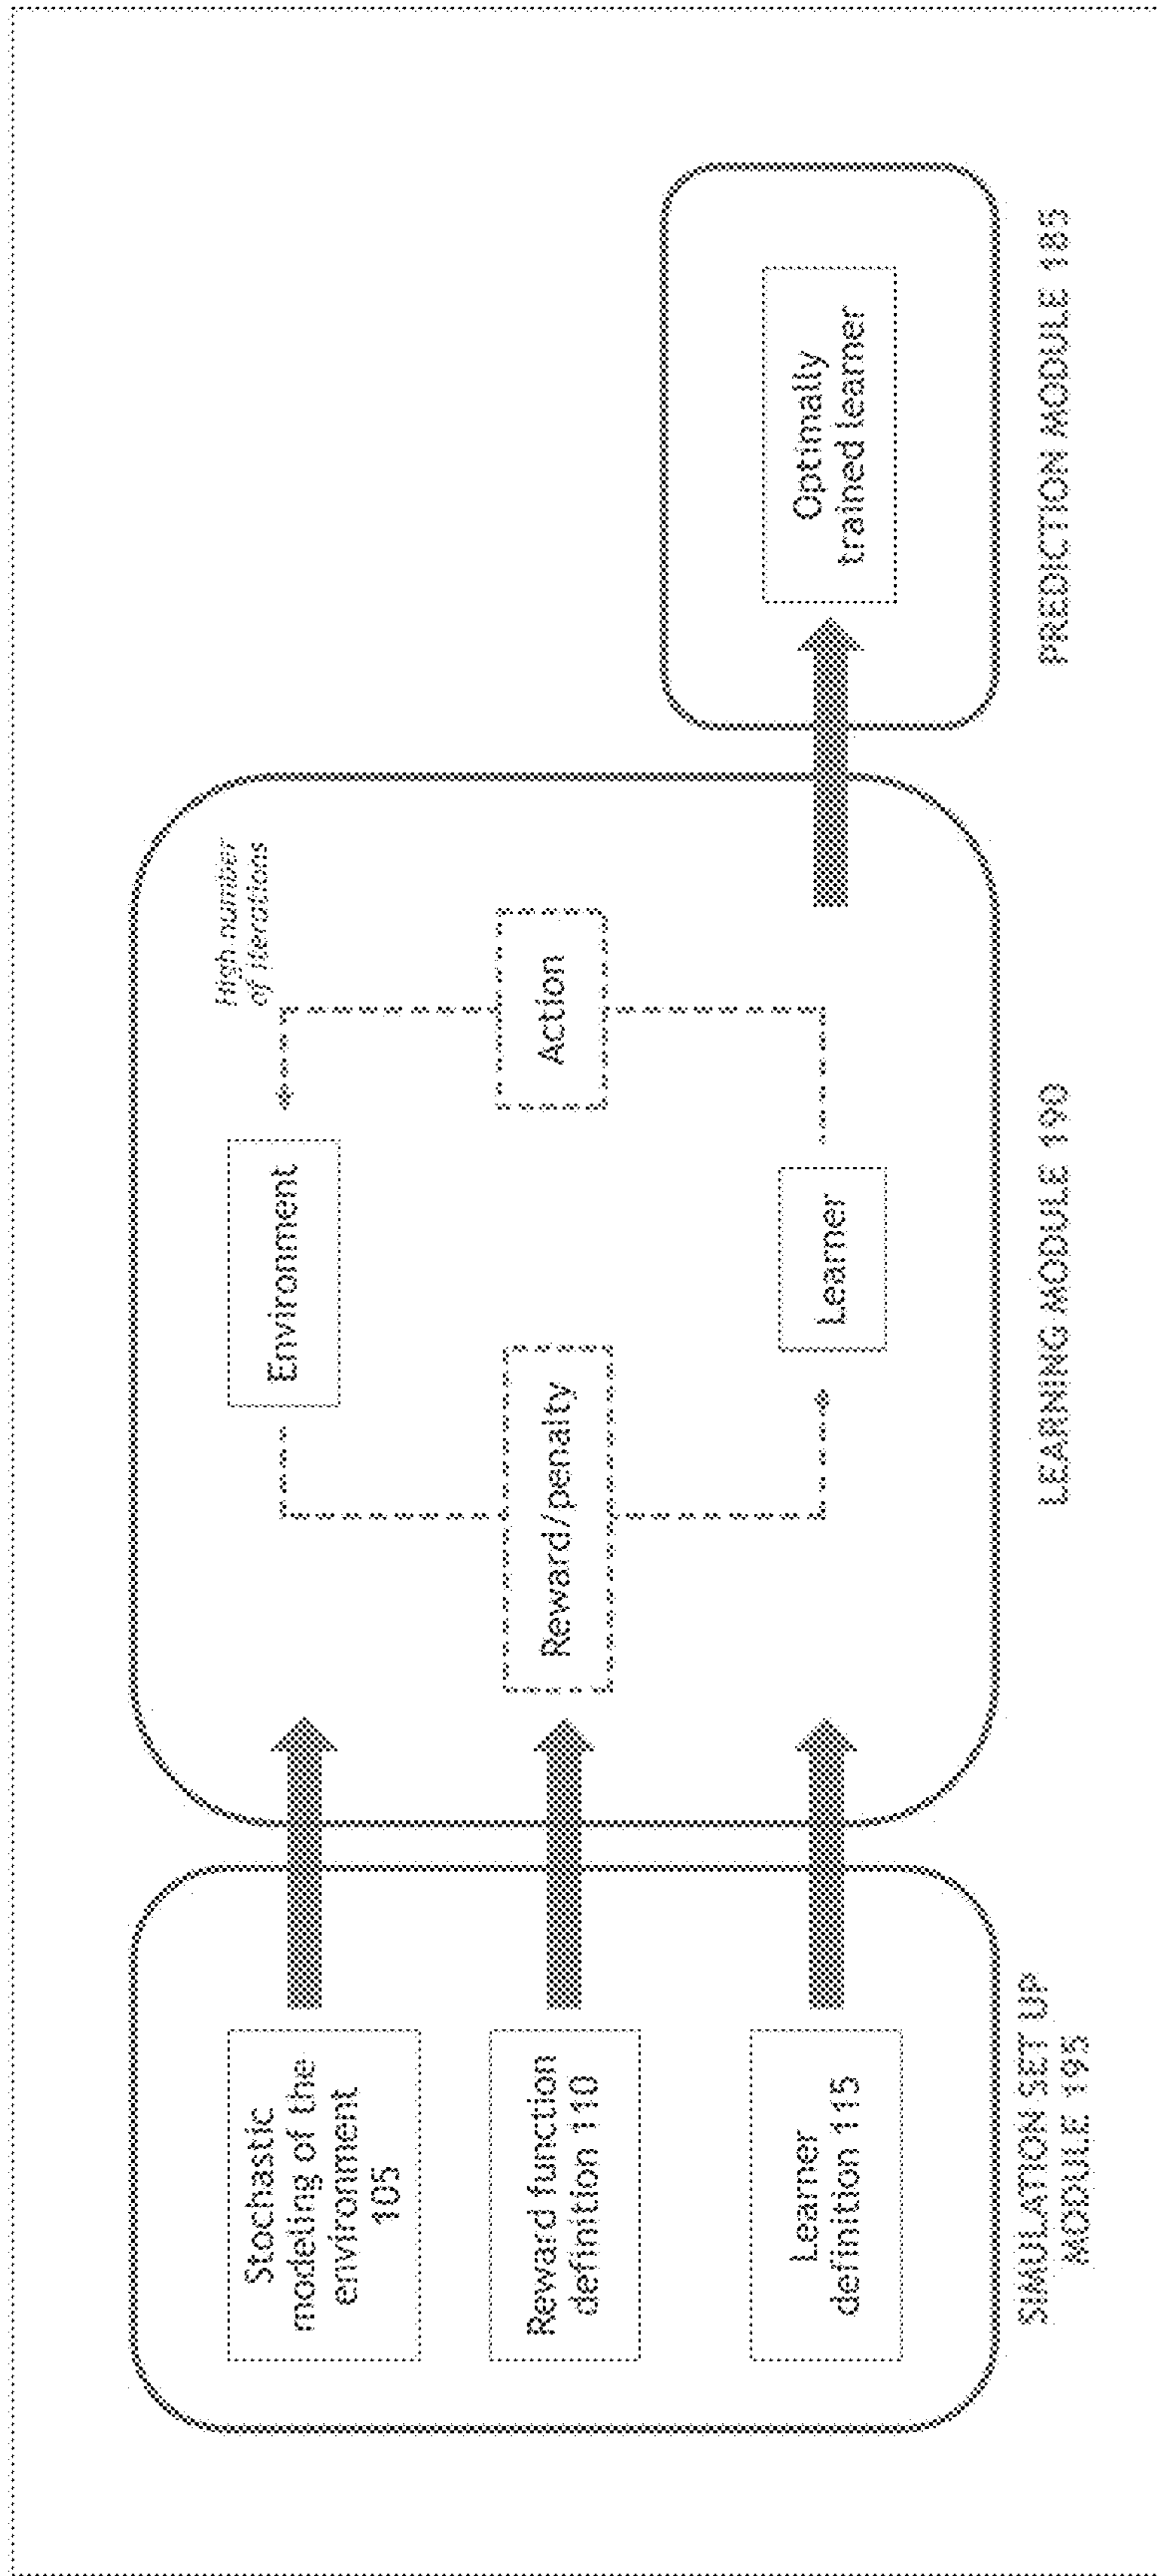 Stochastic
modeling of the
environment
105
Reward function
definition 110
Learner
definition 115
SIMULATION SET UP
MODULE 195
High number
of iterations
Environment
Reward/penalty
Action
Learner
LEARNING MODULE 190
Optimally
trained learner
PREDICTION MODULE 185